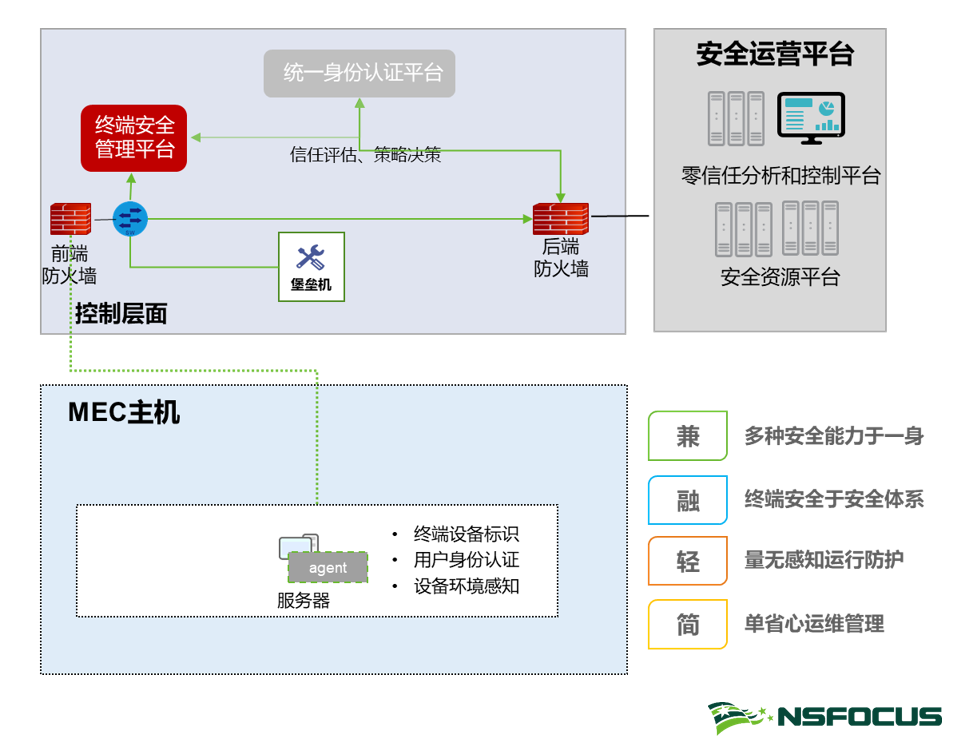 统一身份认证平台
安全运营平台
终端安全
管理平台
信任评估、策略决策
零信任分析和控制平台
前端
防火墙
堡垒机
后端
防火墙
安全资源平台
控制层面
MEC主机
兼
多种安全能力于一身
融
终端安全于安全体系
• 终端设备标识
• 用户身份认证
• 设备环境感知
agent
服务器
轻
量无感知运行防护
简
单省心运维管理
NSFOCUS